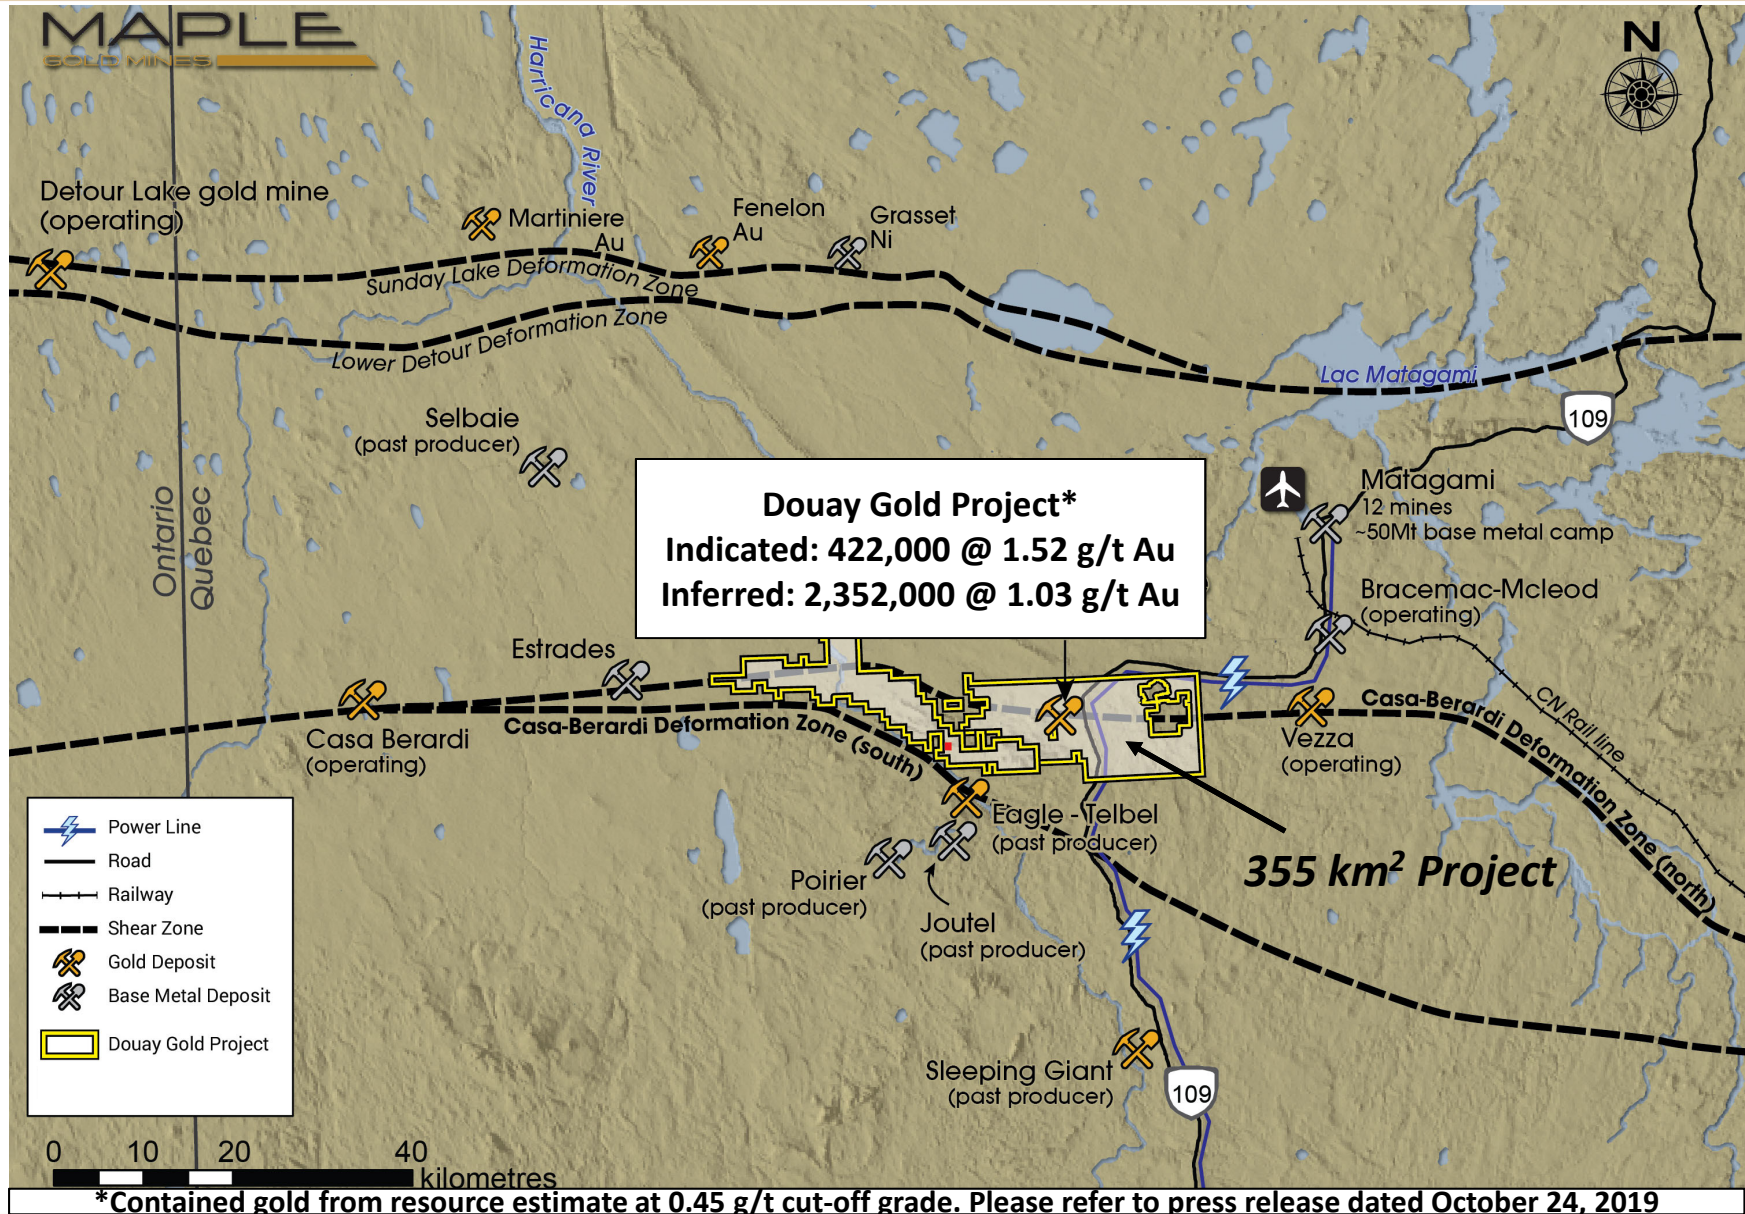 MAPLE
GOLD MINES
N
Harricana River
Detour Lake gold mine
(operating)
Martiniere
Au
Fenelon
Au
Grasset
Ni
Sunday Lake Deformation Zone
Lower Detour Deformation Zone
Lac Matagami
109
Selbaie
(past producer)
Ontario
Quebec
Douay Gold Project*
Indicated: 422,000 @ 1.52 g/t Au
Inferred: 2,352,000 @ 1.03 g/t Au
Matagami
12 mines
~50Mt base metal camp
Bracemac-Mcleod
(operating)
Estrades
Casa Berardi
(operating)
Casa-Berardi Deformation Zone (south)
Casa-Berardi Deformation Zone (north)
CN Rail line
Vezza
(operating)
Eagle - Telbel
(past producer)
355 km² Project
Poirier
(past producer)
Joutel
(past producer)
Sleeping Giant
(past producer)
109
Power Line
Road
Railway
Shear Zone
Gold Deposit
Base Metal Deposit
Douay Gold Project
0 10 20 40
kilometres
*Contained gold from resource estimate at 0.45 g/t cut-off grade. Please refer to press release dated October 24, 2019